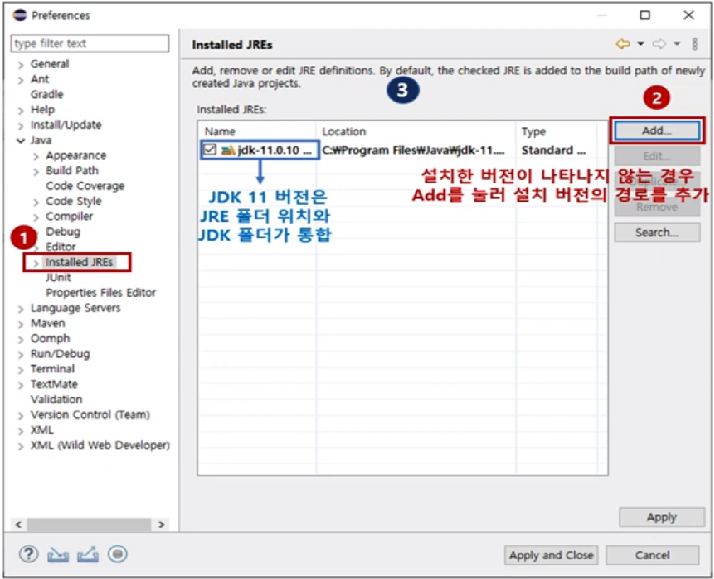 Preferences
type filter text
General
Ant
Gradle
Help
Install/Update
Java
Appearance
Build Path
Code Coverage
Code Style
Compiler
Debug
Editor
1
Installed JREs
JUnit
Properties Files Editor
Language Servers
Maven
Oomph
Run/Debug
Terminal
TextMate
Validation
Version Control (Team)
XML
XML (Wild Web Developer)
Installed JREs
Add, remove or edit JRE definitions. By default, the checked JRE is added to the build path of newly
created Java projects.
3
Installed JREs:
Name Location Type
jdk-11.0.10 ... C:₩Program Files₩Java₩jdk-11.... Standard ...
JDK 11 버전은
JRE 폴더 위치와
JDK 폴더가 통합
2
Add...
Edit...
설치한 버전이 나타나지 않는 경우
Add를 눌러 설치 버전의 경로를 추가
Remove
Search...
Apply
? Apply and Close Cancel